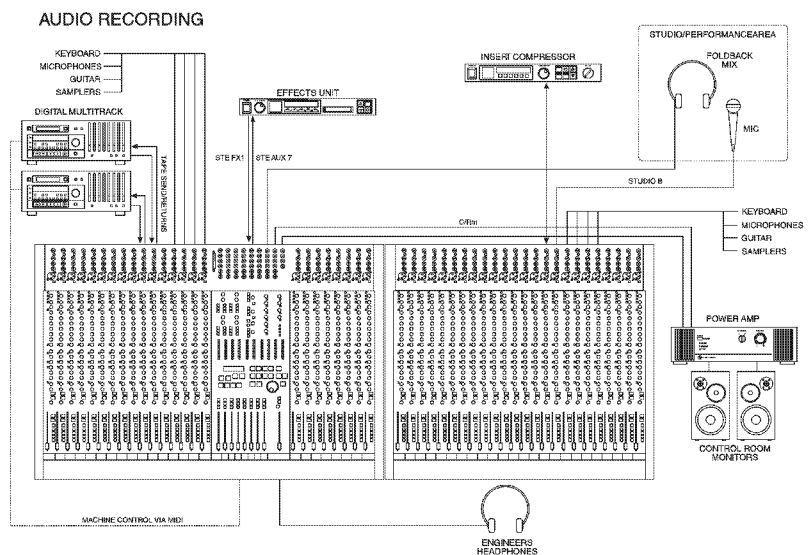 AUDIO RECORDING
KEYBOARD
MICROPHONES
GUITAR
SAMPLERS
DIGITAL MULTITRACK
EFFECTS UNIT
INSERT COMPRESSOR
STUDIO/PERFORMANCEAREA
FOLDBACK
MIX
MIC
TAPE SEND/RETURNS
STE FX1
STE AUX 7
STUDIO B
C/Rm
KEYBOARD
MICROPHONES
GUITAR
SAMPLERS
POWER AMP
CONTROL ROOM
MONITORS
MACHINE CONTROL VIA MIDI
ENGINEERS
HEADPHONES